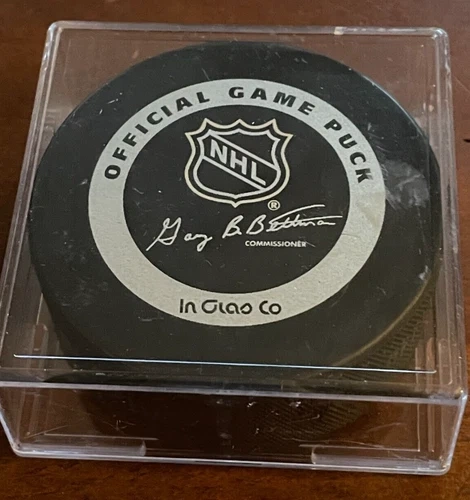 OFFICIAL GAME PUCK
NHL
®
Gary B Bettman
COMMISSIONER
In Glas Co